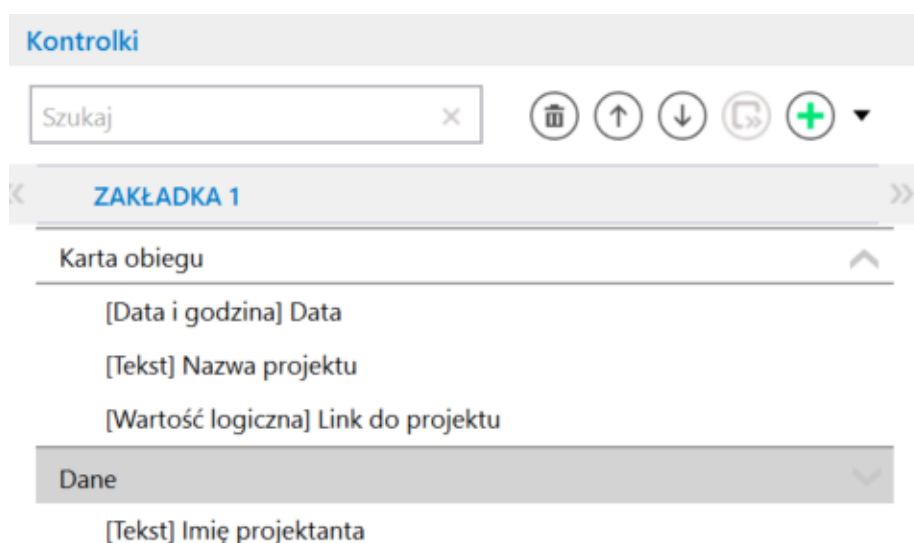 Kontrolki
Szukaj
ZAKŁADKA 1
Karta obiegu
[Data i godzina] Data
[Tekst] Nazwa projektu
[Wartość logiczna] Link do projektu
Dane
[Tekst] Imię projektanta